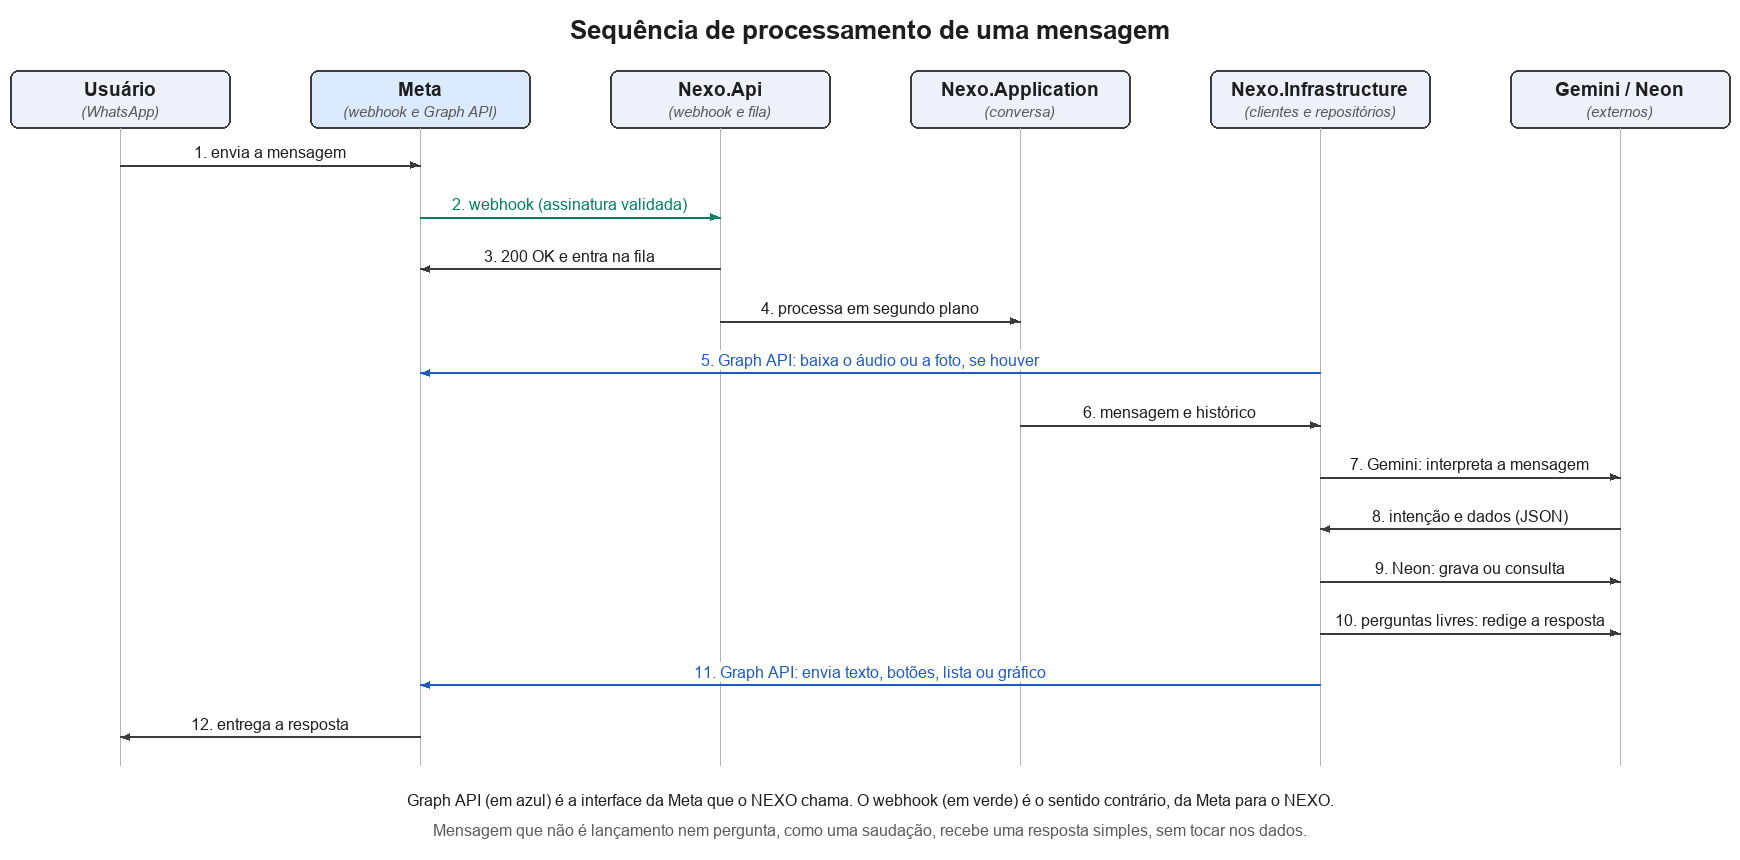 Sequência de processamento de uma mensagem
Usuário
(WhatsApp)
Meta
(webhook e Graph API)
Nexo.Api
(webhook e fila)
Nexo.Application
(conversa)
Nexo.Infrastructure
(clientes e repositórios)
Gemini / Neon
(externos)
1. envia a mensagem
2. webhook (assinatura validada)
3. 200 OK e entra na fila
4. processa em segundo plano
5. Graph API: baixa o áudio ou a foto, se houver
6. mensagem e histórico
7. Gemini: interpreta a mensagem
8. intenção e dados (JSON)
9. Neon: grava ou consulta
10. perguntas livres: redige a resposta
11. Graph API: envia texto, botões, lista ou gráfico
12. entrega a resposta
Graph API (em azul) é a interface da Meta que o NEXO chama. O webhook (em verde) é o sentido contrário, da Meta para o NEXO.
Mensagem que não é lançamento nem pergunta, como uma saudação, recebe uma resposta simples, sem tocar nos dados.